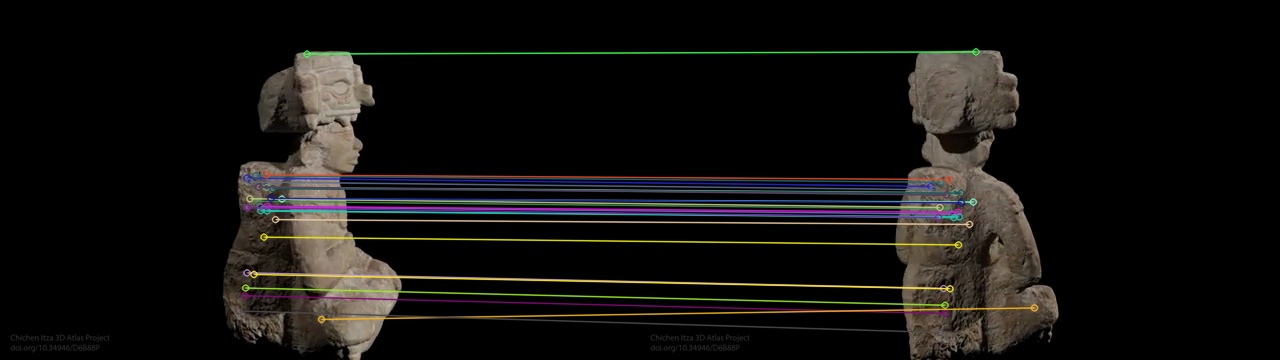 Chichen Itza 3D Atlas Project
doi.org/10.34946/D6B88P
Chichen Itza 3D Atlas Project
doi.org/10.34946/D6B88P